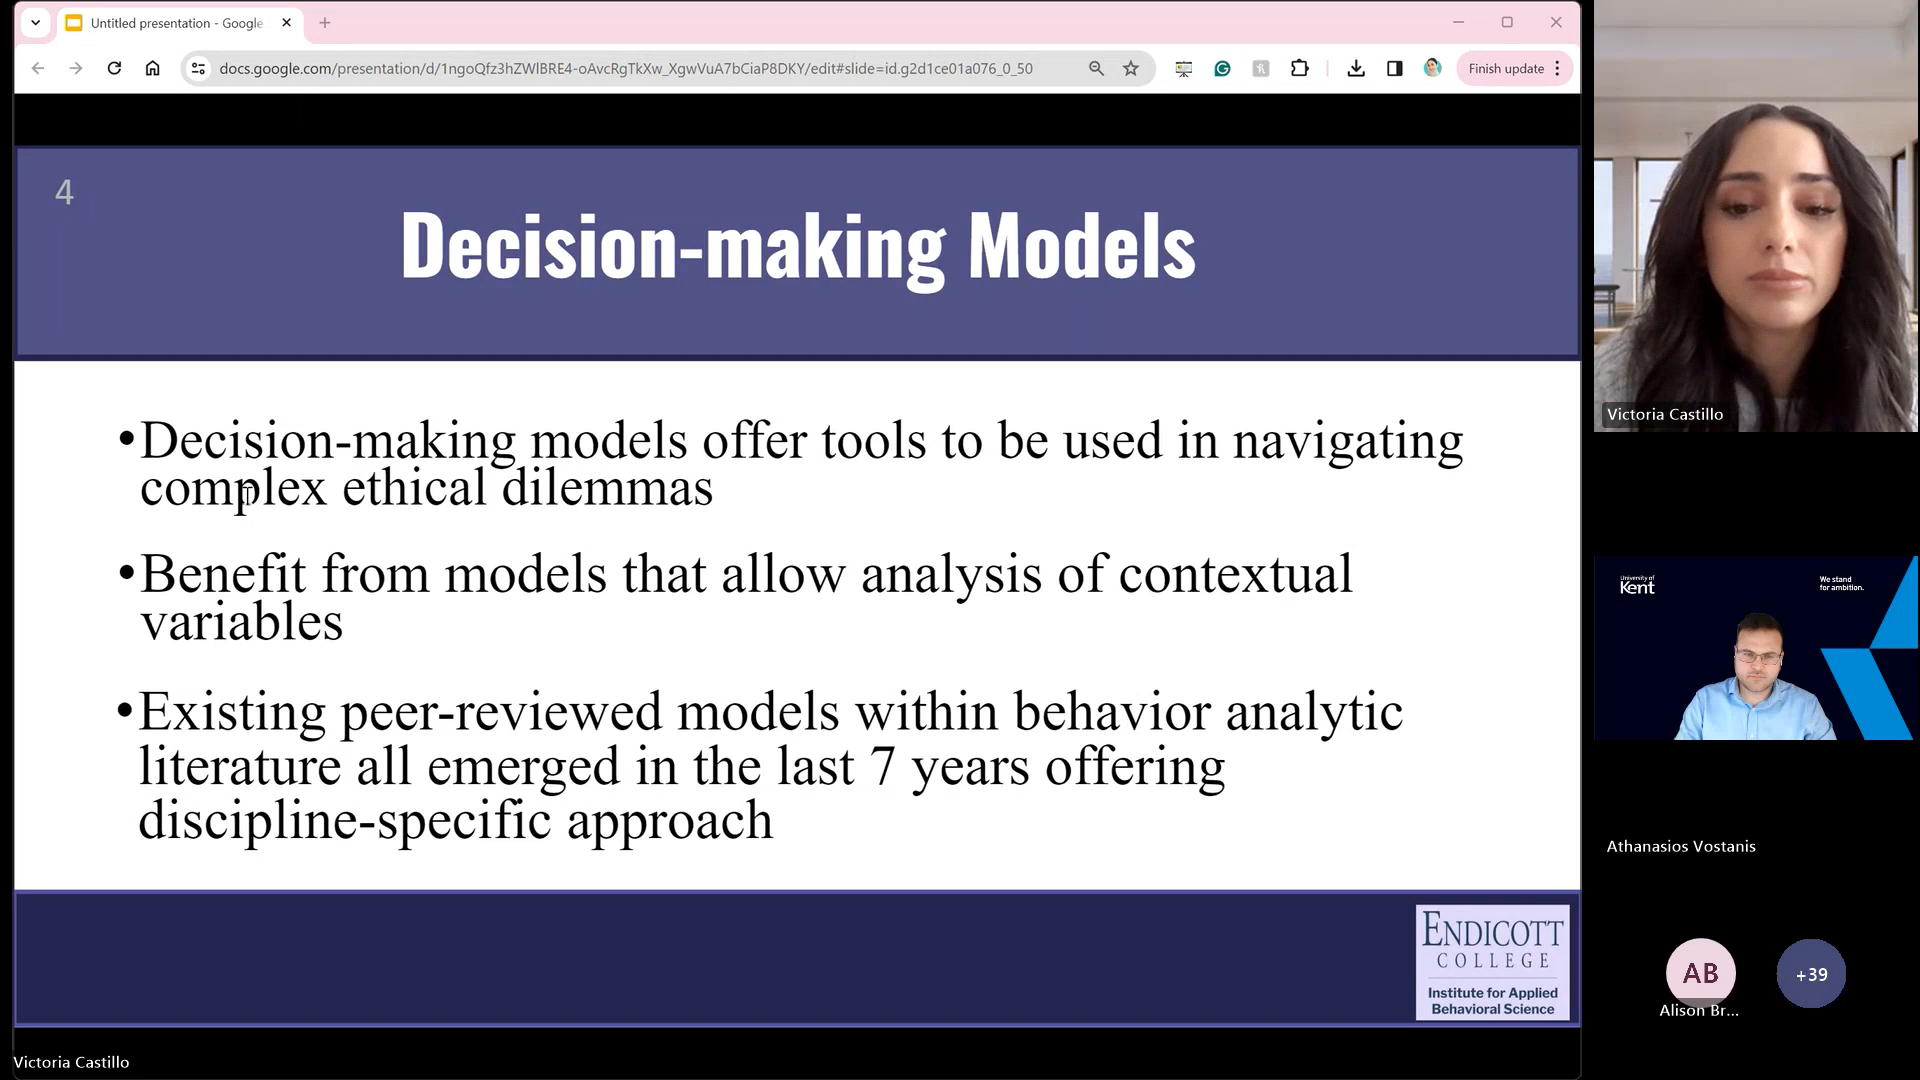 Untitled presentation - Google
docs.google.com/presentation/d/1ngoQfz3hZWlBRE4-oAvcRgTkXw_XgwVuA7bCiaP8DKY/edit#slide=id.g2d1ce01a076_0_50
Finish update
4
Decision-making Models
•Decision-making models offer tools to be used in navigating
complex ethical dilemmas
•Benefit from models that allow analysis of contextual
variables
•Existing peer-reviewed models within behavior analytic
literature all emerged in the last 7 years offering
discipline-specific approach
ENDICOTT
COLLEGE
Institute for Applied
Behavioral Science
Victoria Castillo
Victoria Castillo
University of
Kent
We stand
for ambition.
Athanasios Vostanis
AB
+39
Alison Br...